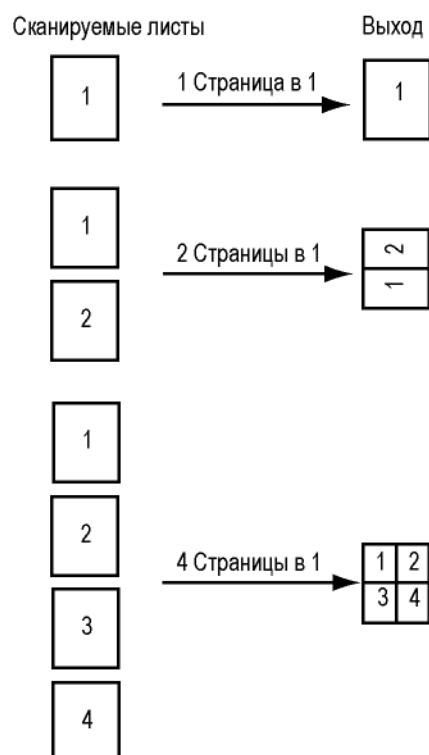 Сканируемые листы Выход
1 1 Страница в 1 1
1
2
2 Страницы в 1
2
1
1
2
3
4
4 Страницы в 1
1 2
3 4